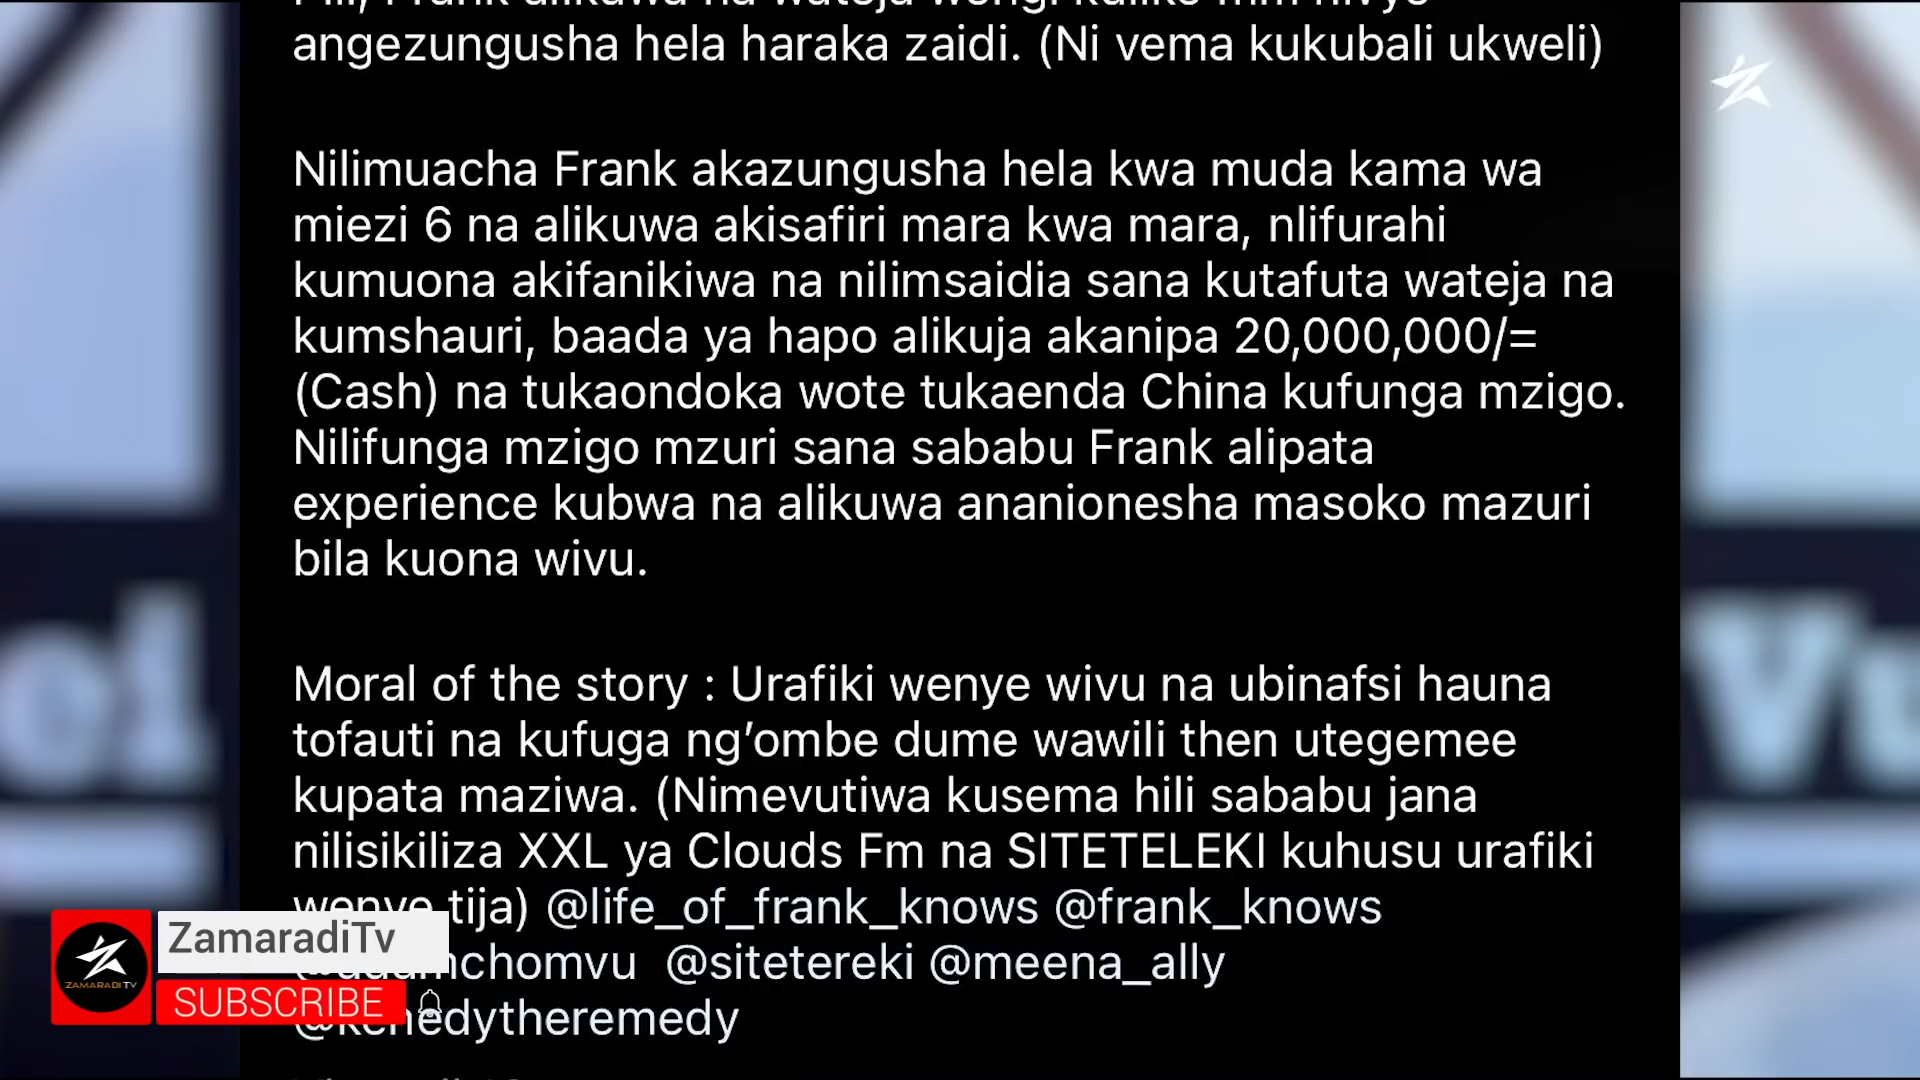 angezungusha hela haraka zaidi. (Ni vema kukubali ukweli)
Nilimuacha Frank akazungusha hela kwa muda kama wa
miezi 6 na alikuwa akisafiri mara kwa mara, nlifurahi
kumuona akifanikiwa na nilimsaidia sana kutafuta wateja na
kumshauri, baada ya hapo alikuja akanipa 20,000,000/=
(Cash) na tukaondoka wote tukaenda China kufunga mzigo.
Nilifunga mzigo mzuri sana sababu Frank alipata
experience kubwa na alikuwa ananionesha masoko mazuri
bila kuona wivu.
Moral of the story : Urafiki wenye wivu na ubinafsi hauna
tofauti na kufuga ng’ombe dume wawili then utegemee
kupata maziwa. (Nimevutiwa kusema hili sababu jana
nilisikiliza XXL ya Clouds Fm na SITETELEKI kuhusu urafiki
wenye tija) @life_of_frank_knows @frank_knows
@sitetereki @meena_ally
ZamaradiTv
ZAMARADI TV
SUBSCRIBE